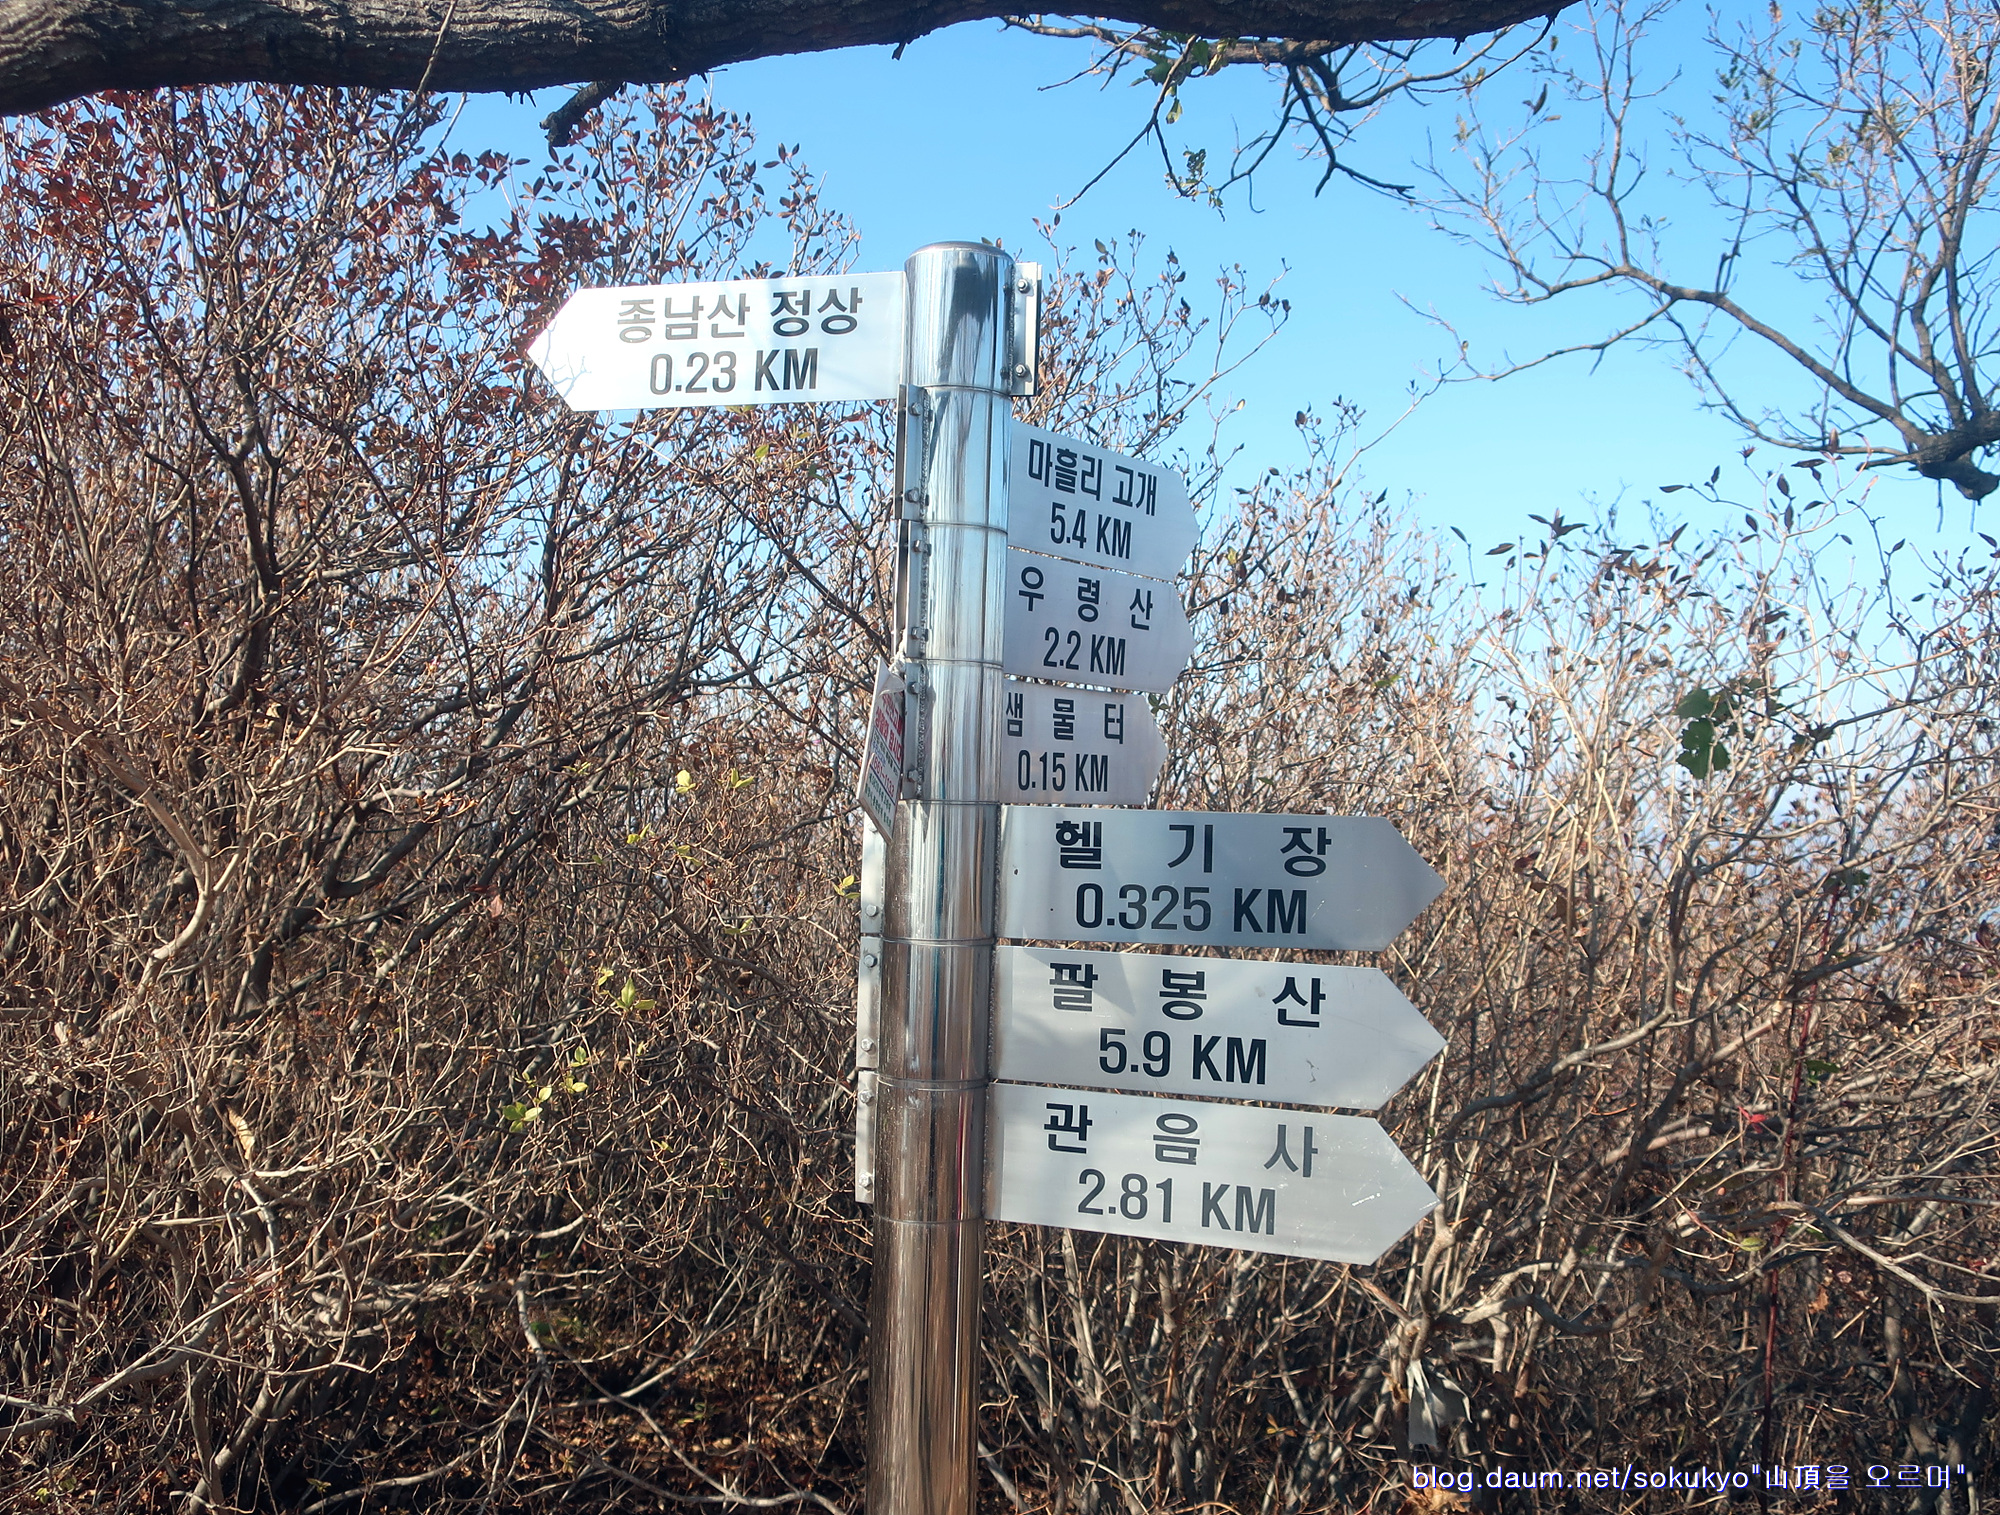 종남산 정상
0.23 KM
마흘리 고개
5.4 KM
우령산
2.2 KM
샘물터
0.15 KM
헬기장
0.325 KM
팔봉산
5.9 KM
관음사
2.81 KM
blog.daum.net/sokukyo"山頂을 오르며"